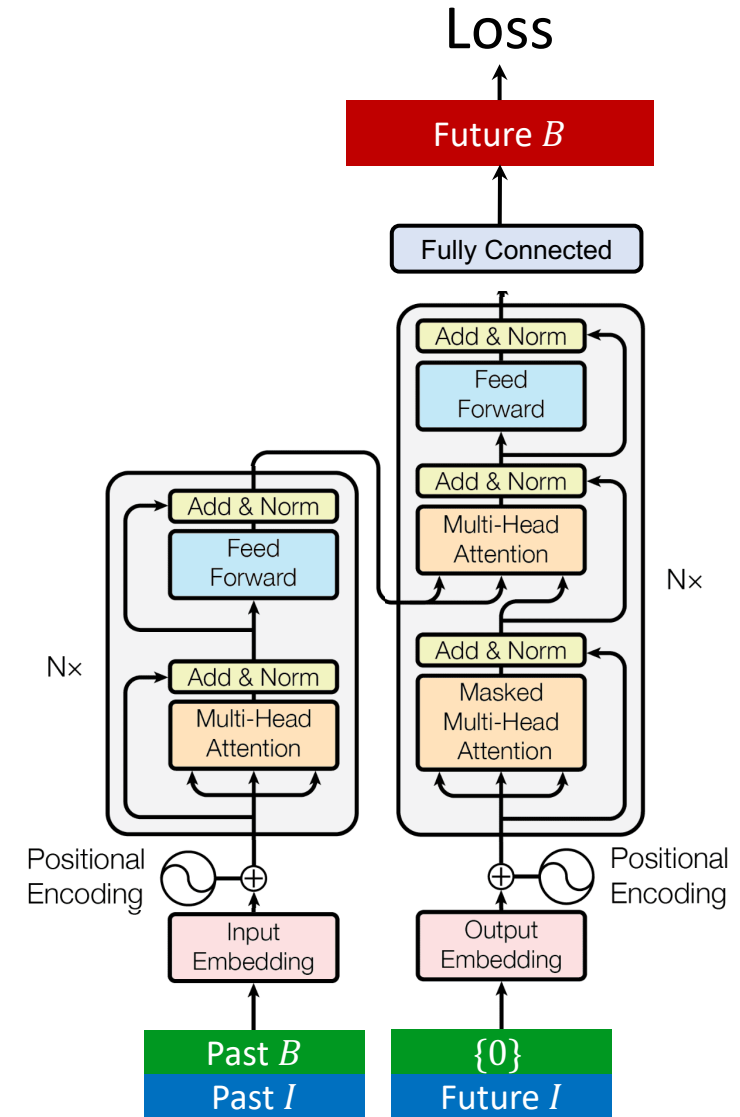 Loss
Future B
Fully Connected
Add & Norm
Feed
Forward
Add & Norm
Multi-Head
Attention
N×
Add & Norm
Masked
Multi-Head
Attention
Positional
Encoding
Output
Embedding
{0}
Future I
Add & Norm
Feed
Forward
N×
Add & Norm
Multi-Head
Attention
Positional
Encoding
Input
Embedding
Past B
Past I